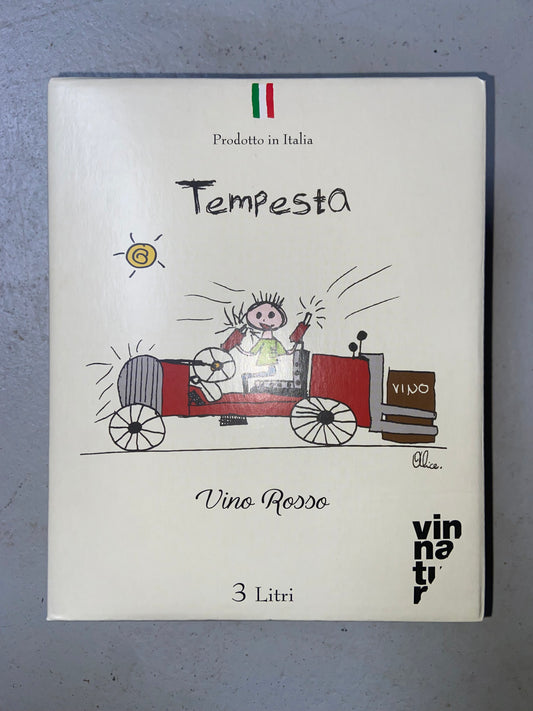 Prodotto in Italia
Tempesta
VINO
Alice.
Vino Rosso
vin
na
tu
r
3 Litri